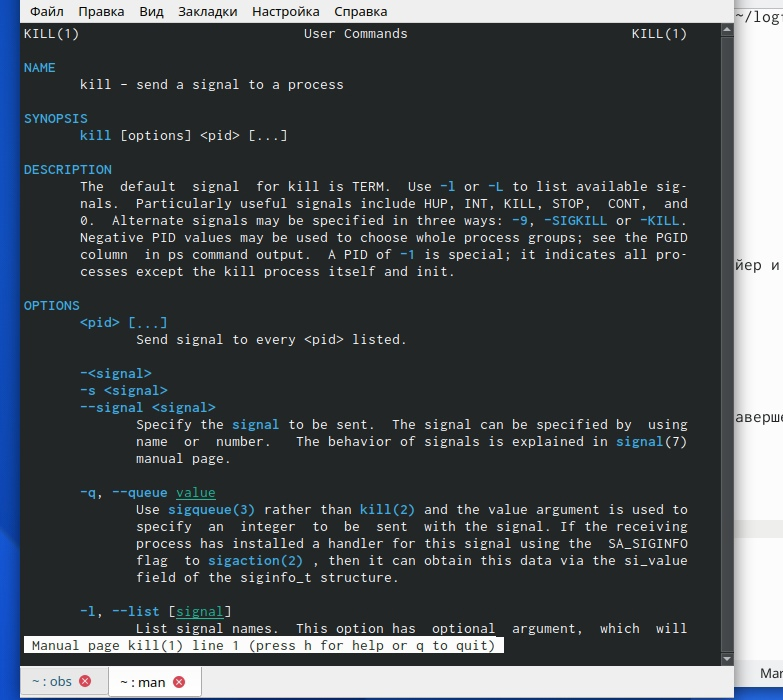 Файл Правка Вид Закладки Настройка Справка
~/log
KILL(1) User Commands KILL(1)
NAME
kill - send a signal to a process
SYNOPSIS
kill [options] <pid> [...]
DESCRIPTION
The default signal for kill is TERM. Use -l or -L to list available sig-
nals. Particularly useful signals include HUP, INT, KILL, STOP, CONT, and
0. Alternate signals may be specified in three ways: -9, -SIGKILL or -KILL.
Negative PID values may be used to choose whole process groups; see the PGID
column in ps command output. A PID of -1 is special; it indicates all pro-
cesses except the kill process itself and init.
йер и
OPTIONS
<pid> [...]
Send signal to every <pid> listed.
-<signal>
-s <signal>
--signal <signal>
Specify the signal to be sent. The signal can be specified by using
name or number. The behavior of signals is explained in signal(7)
manual page.
аверше
-q, --queue value
Use sigqueue(3) rather than kill(2) and the value argument is used to
specify an integer to be sent with the signal. If the receiving
process has installed a handler for this signal using the SA_SIGINFO
flag to sigaction(2) , then it can obtain this data via the si_value
field of the siginfo_t structure.
-l, --list [signal]
List signal names. This option has optional argument, which will
Manual page kill(1) line 1 (press h for help or q to quit)
~ : obs
~ : man
Mar